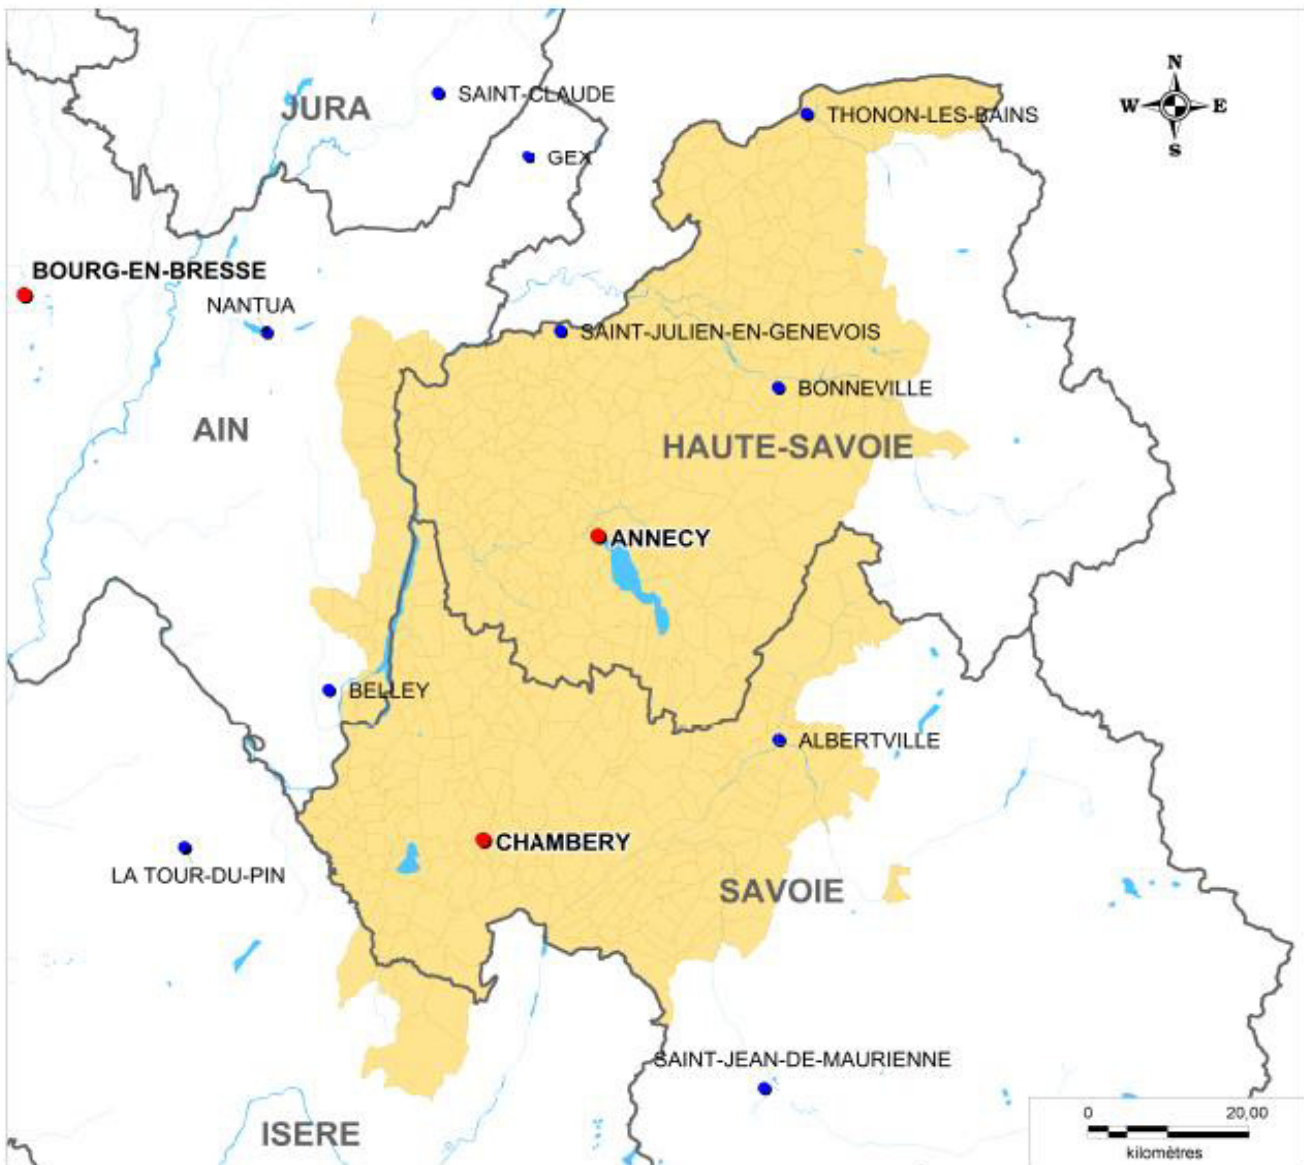 N
W E
S
SAINT-CLAUDE
JURA
THONON-LES-BAINS
GEX
BOURG-EN-BRESSE
NANTUA
SAINT-JULIEN-EN-GENEVOIS
BONNEVILLE
AIN
HAUTE-SAVOIE
ANNECY
BELLEY
ALBERTVILLE
CHAMBERY
LA TOUR-DU-PIN
SAVOIE
SAINT-JEAN-DE-MAURIENNE
ISERE
0 20,00
kilomètres